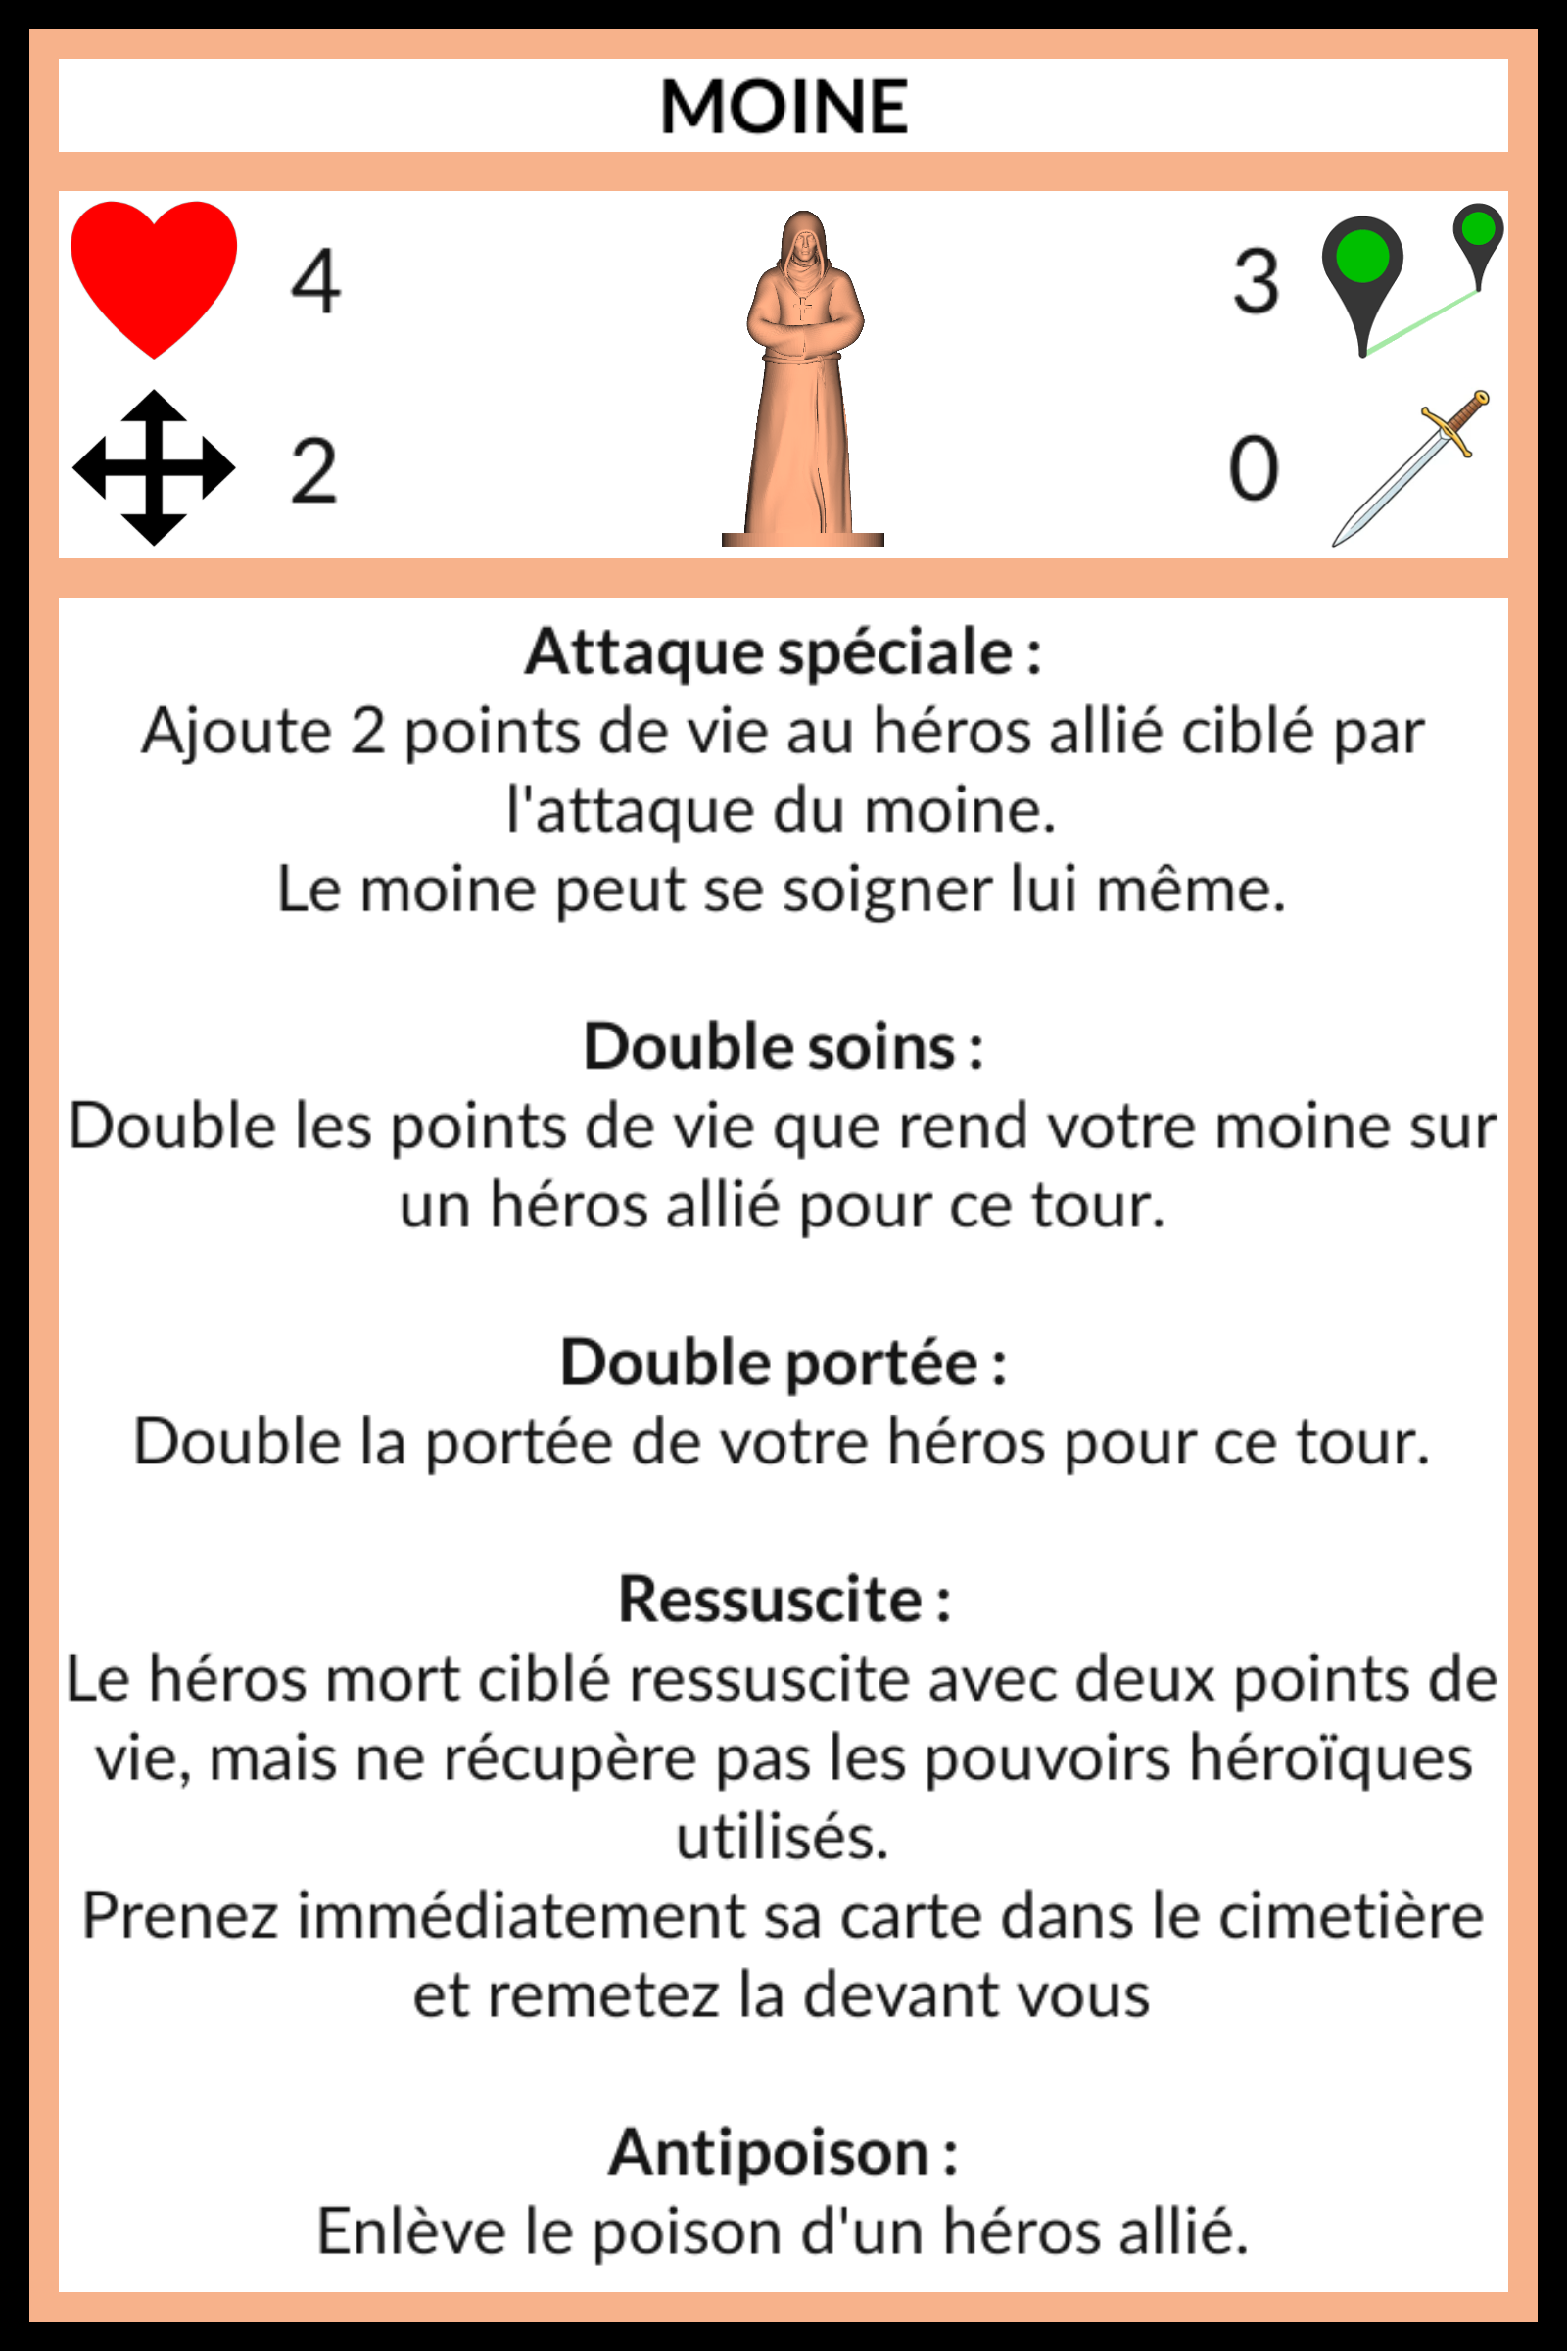 MOINE
4
3
2
0
Attaque spéciale :
Ajoute 2 points de vie au héros allié ciblé par
l'attaque du moine.
Le moine peut se soigner lui même.
Double soins :
Double les points de vie que rend votre moine sur
un héros allié pour ce tour.
Double portée :
Double la portée de votre héros pour ce tour.
Ressuscite :
Le héros mort ciblé ressuscite avec deux points de
vie, mais ne récupère pas les pouvoirs héroïques
utilisés.
Prenez immédiatement sa carte dans le cimetière
et remetez la devant vous
Antipoison :
Enlève le poison d'un héros allié.